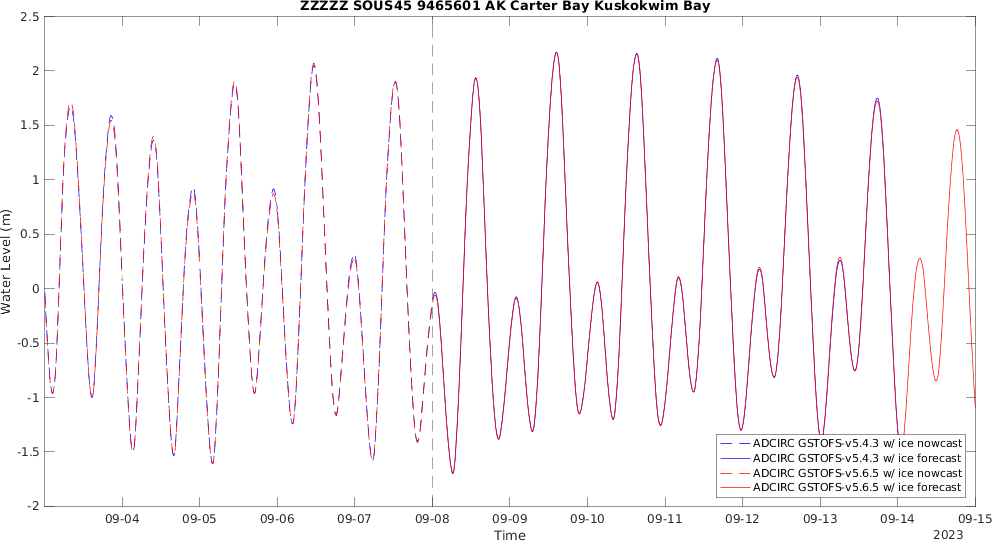 ZZZZZ SOUS45 9465601 AK Carter Bay Kuskokwim Bay
2.5
2
1.5
1
0.5
0
-0.5
-1
-1.5
-2
Water Level (m)
ADCIRC GSTOFS-v5.4.3 w/ ice nowcast
ADCIRC GSTOFS-v5.4.3 w/ ice forecast
ADCIRC GSTOFS-v5.6.5 w/ ice nowcast
ADCIRC GSTOFS-v5.6.5 w/ ice forecast
09-04 09-05 09-06 09-07 09-08 09-09 09-10 09-11 09-12 09-13 09-14 09-15
Time
2023